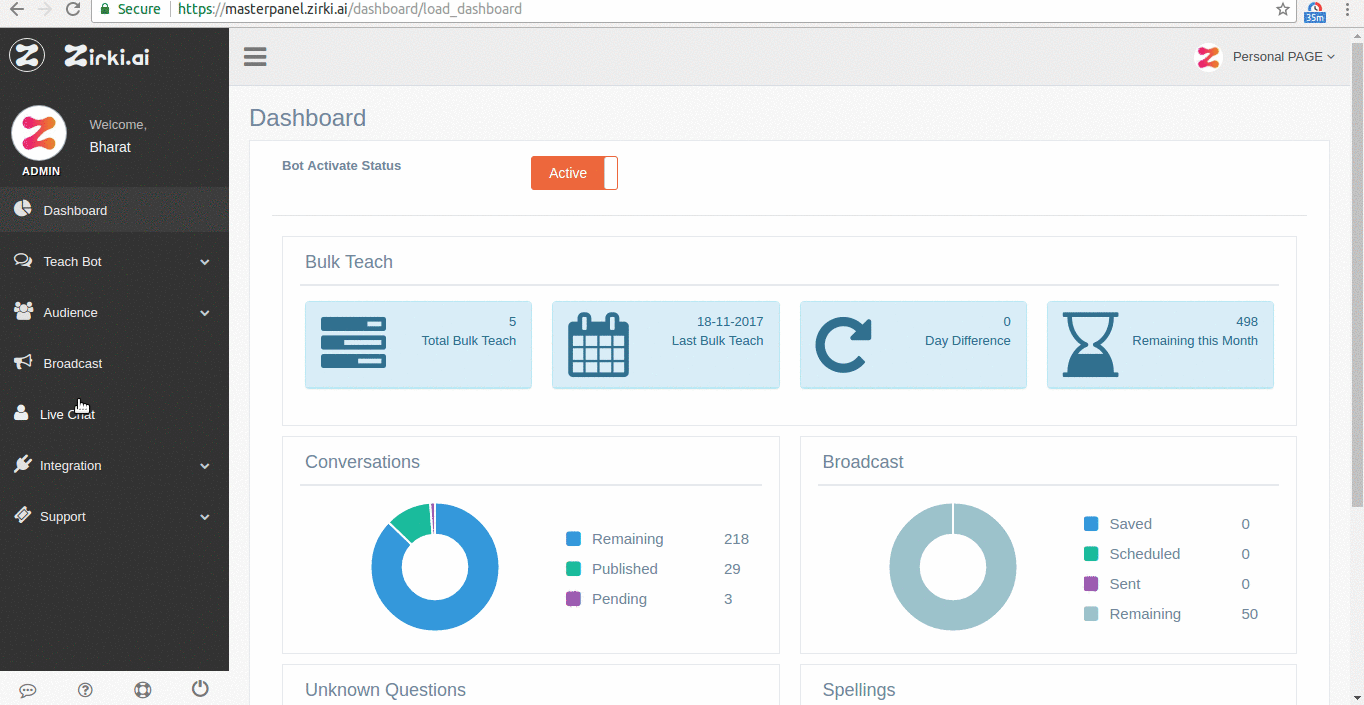 Secure https://masterpanel.zirki.ai/dashboard/load_dashboard
35m
Zirki.ai
Personal PAGE
Welcome,
Bharat
ADMIN
Dashboard
Teach Bot
Audience
Broadcast
Live Chat
Integration
Support
Dashboard
Bot Activate Status
Active
Bulk Teach
5
Total Bulk Teach
18-11-2017
Last Bulk Teach
0
Day Difference
498
Remaining this Month
Conversations
Remaining 218
Published 29
Pending 3
Broadcast
Saved 0
Scheduled 0
Sent 0
Remaining 50
Unknown Questions
Spellings